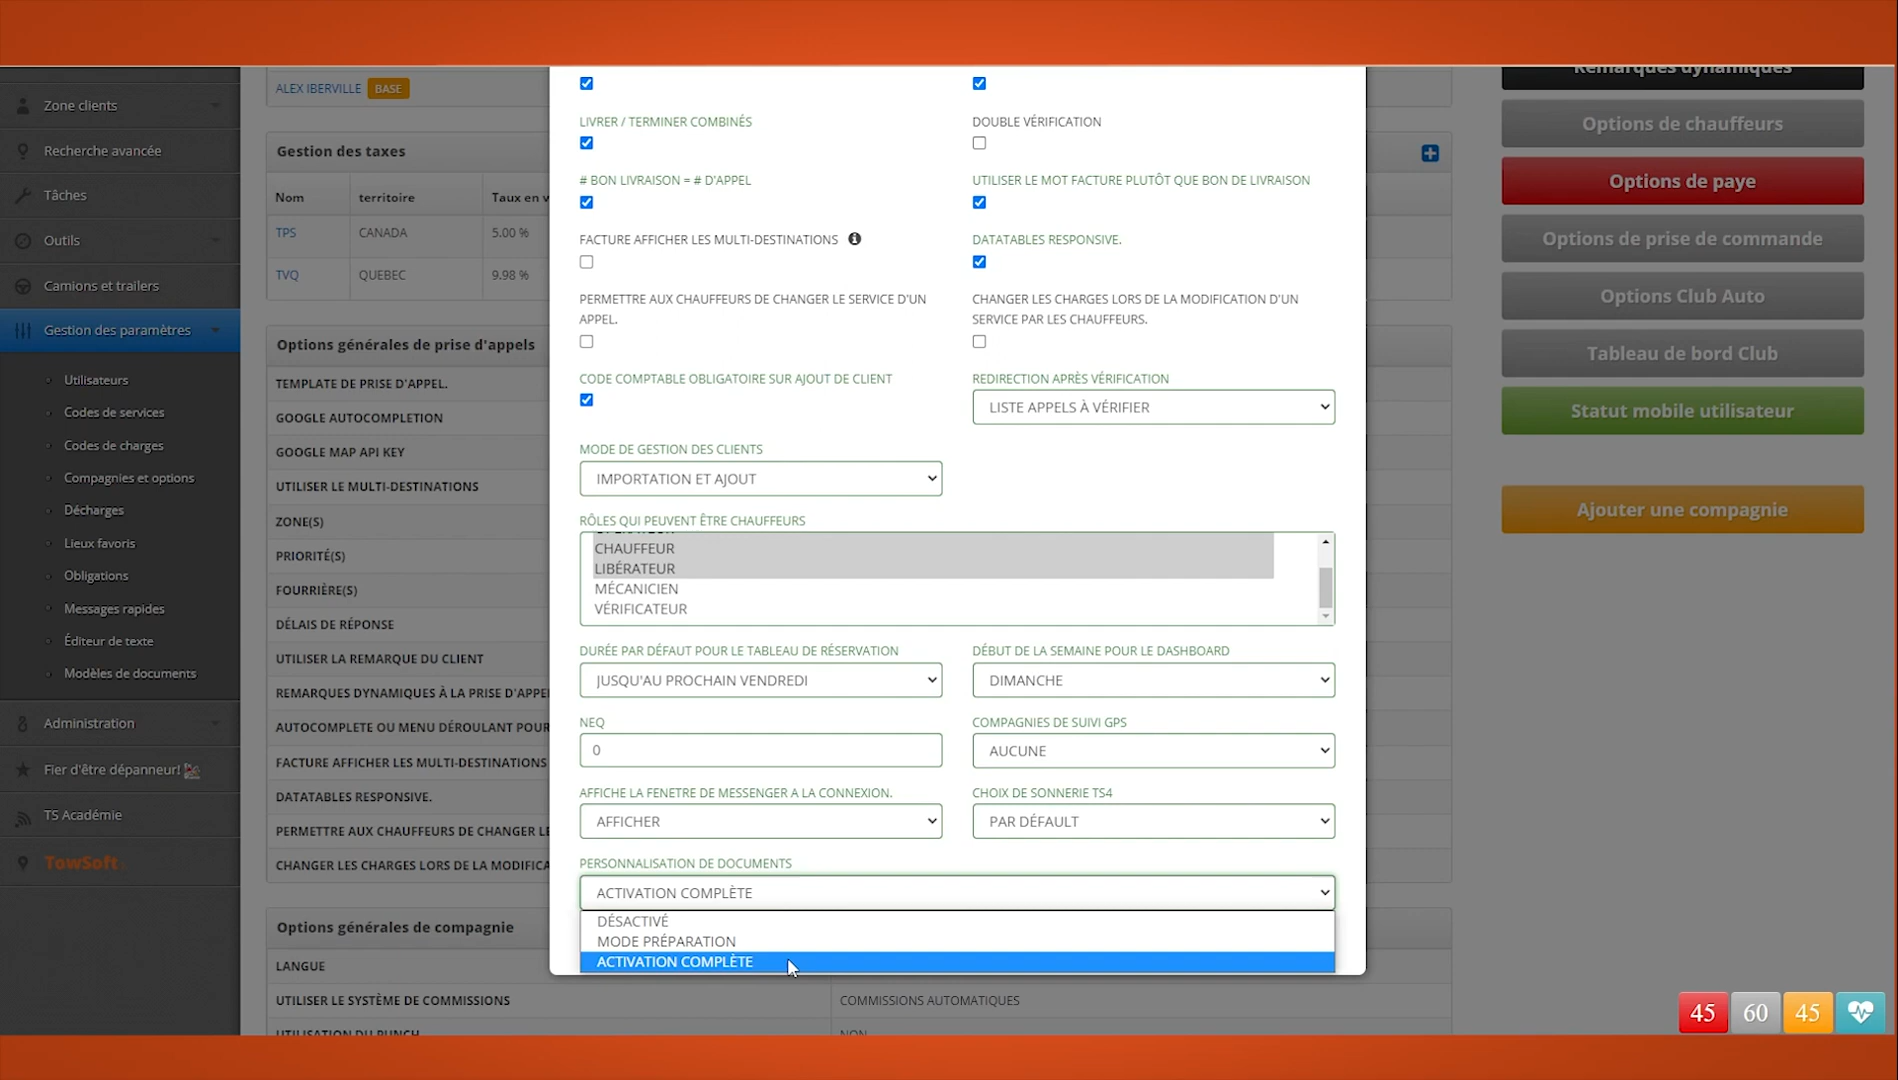 Zone clients
Recherche avancée
Tâches
Outils
Camions et trailers
Gestion des paramètres
Utilisateurs
Codes de services
Codes de charges
Compagnies et options
Décharges
Lieux favoris
Obligations
Messages rapides
Éditeur de texte
Modèles de documents
Administration
Fier d'être dépanneur!
TS Académie
TowSoft
ALEX IBERVILLE BASE
Gestion des taxes
Nom territoire Taux en v
TPS CANADA 5.00 %
TVQ QUEBEC 9.98 %
Options générales de prise d'appels
TEMPLATE DE PRISE D'APPEL.
GOOGLE AUTOCOMPLETION
GOOGLE MAP API KEY
UTILISER LE MULTI-DESTINATIONS
ZONE(S)
PRIORITÉ(S)
FOURRIÈRE(S)
DÉLAIS DE RÉPONSE
UTILISER LA REMARQUE DU CLIENT
REMARQUES DYNAMIQUES À LA PRISE D'APPE
AUTOCOMPLETE OU MENU DÉROULANT POUR
FACTURE AFFICHER LES MULTI-DESTINATIONS
DATATABLES RESPONSIVE.
PERMETTRE AUX CHAUFFEURS DE CHANGER LE
CHANGER LES CHARGES LORS DE LA MODIFICA
Options générales de compagnie
LANGUE
UTILISER LE SYSTÈME DE COMMISSIONS COMMISSIONS AUTOMATIQUES
UTILISATION DU PUNCH NON
LIVRER / TERMINER COMBINÉS
DOUBLE VÉRIFICATION
# BON LIVRAISON = # D'APPEL
UTILISER LE MOT FACTURE PLUTÔT QUE BON DE LIVRAISON
FACTURE AFFICHER LES MULTI-DESTINATIONS
DATATABLES RESPONSIVE.
PERMETTRE AUX CHAUFFEURS DE CHANGER LE SERVICE D'UN
APPEL.
CHANGER LES CHARGES LORS DE LA MODIFICATION D'UN
SERVICE PAR LES CHAUFFEURS.
CODE COMPTABLE OBLIGATOIRE SUR AJOUT DE CLIENT
REDIRECTION APRÈS VÉRIFICATION
LISTE APPELS À VÉRIFIER
MODE DE GESTION DES CLIENTS
IMPORTATION ET AJOUT
RÔLES QUI PEUVENT ÊTRE CHAUFFEURS
CHAUFFEUR
LIBÉRATEUR
MÉCANICIEN
VÉRIFICATEUR
DURÉE PAR DÉFAUT POUR LE TABLEAU DE RÉSERVATION
JUSQU'AU PROCHAIN VENDREDI
DÉBUT DE LA SEMAINE POUR LE DASHBOARD
DIMANCHE
NEQ
0
COMPAGNIES DE SUIVI GPS
AUCUNE
AFFICHE LA FENETRE DE MESSENGER A LA CONNEXION.
AFFICHER
CHOIX DE SONNERIE TS4
PAR DÉFAULT
PERSONNALISATION DE DOCUMENTS
ACTIVATION COMPLÈTE
DÉSACTIVÉ
MODE PRÉPARATION
ACTIVATION COMPLÈTE
Remarques dynamiques
Options de chauffeurs
Options de paye
Options de prise de commande
Options Club Auto
Tableau de bord Club
Statut mobile utilisateur
Ajouter une compagnie
45 60 45